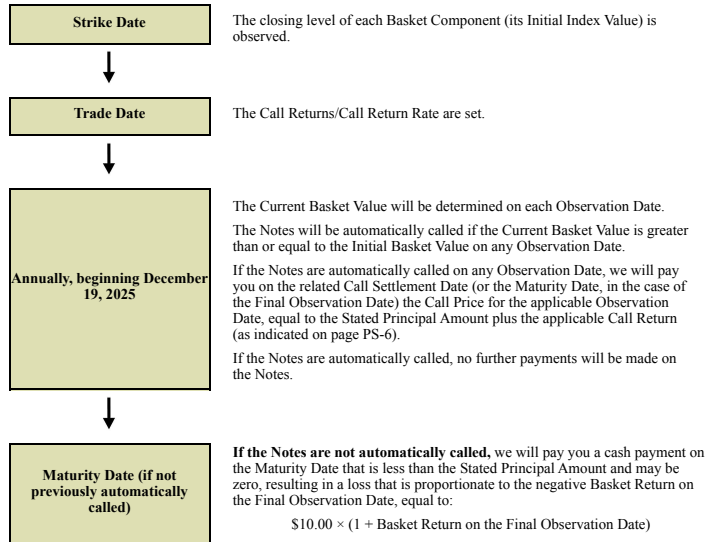 Strike Date
The closing level of each Basket Component (its Initial Index Value) is
observed.
Trade Date
The Call Returns/Call Return Rate are set.
Annually, beginning December
19, 2025
The Current Basket Value will be determined on each Observation Date.
The Notes will be automatically called if the Current Basket Value is greater
than or equal to the Initial Basket Value on any Observation Date.
If the Notes are automatically called on any Observation Date, we will pay
you on the related Call Settlement Date (or the Maturity Date, in the case of
the Final Observation Date) the Call Price for the applicable Observation
Date, equal to the Stated Principal Amount plus the applicable Call Return
(as indicated on page PS-6).
If the Notes are automatically called, no further payments will be made on
the Notes.
Maturity Date (if not
previously automatically
called)
If the Notes are not automatically called, we will pay you a cash payment on
the Maturity Date that is less than the Stated Principal Amount and may be
zero, resulting in a loss that is proportionate to the negative Basket Return on
the Final Observation Date, equal to:
$10.00 × (1 + Basket Return on the Final Observation Date)